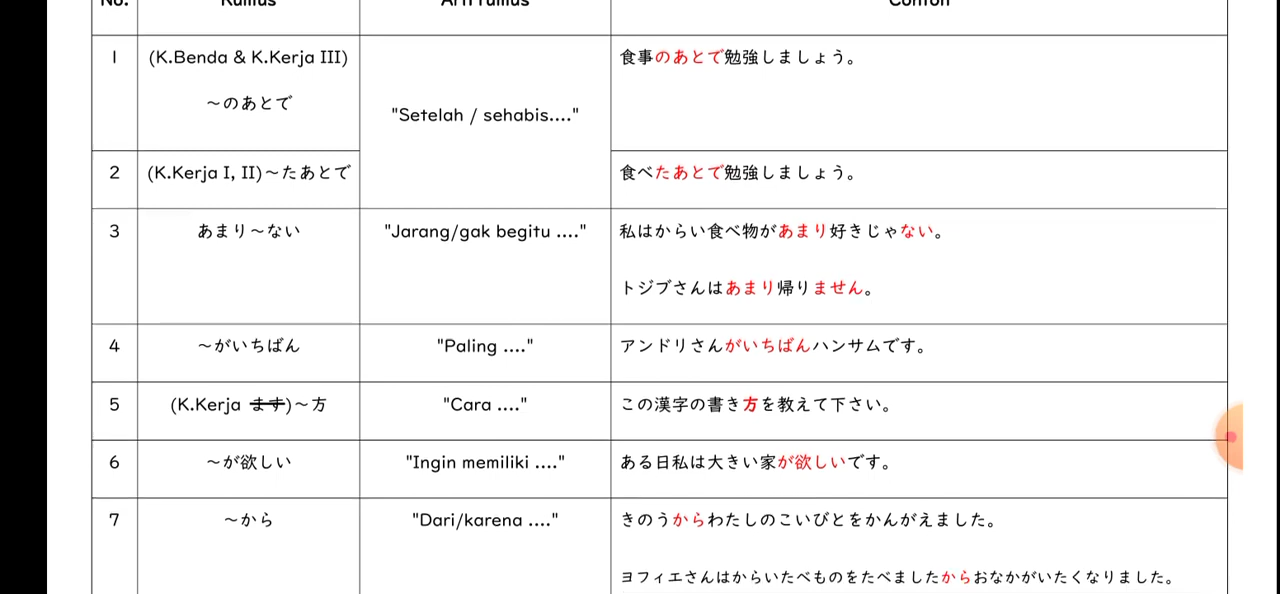 No. Rumus Arti rumus Contoh
1 (K.Benda & K.Kerja III) 食事のあとで勉強しましょう。
～のあとで
"Setelah / sehabis...."
2 (K.Kerja I, II)～たあとで 食べたあとで勉強しましょう。
3 あまり～ない "Jarang/gak begitu ...." 私はからい食べ物があまり好きじゃない。
トジブさんはあまり帰りません。
4 ～がいちばん "Paling ...." アンドリさんがいちばんハンサムです。
5 (K.Kerja ます)～方 "Cara ...." この漢字の書き方を教えて下さい。
6 ～が欲しい "Ingin memiliki ...." ある日私は大きい家が欲しいです。
7 ～から "Dari/karena ...." きのうからわたしのこいびとをかんがえました。
ヨフィエさんはからいたべものをたべましたからおなかがいたくなりました。